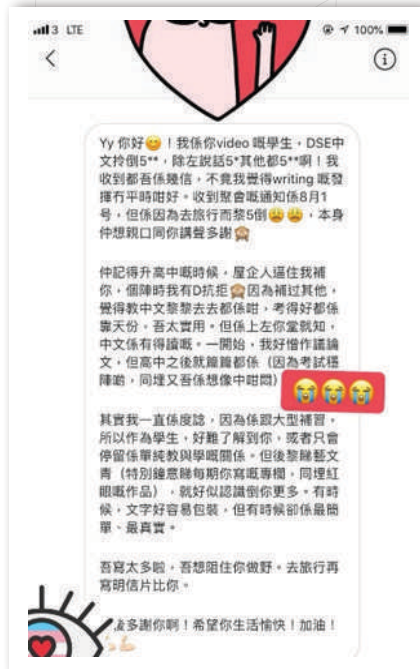 3 LTE 100%
Yy 你好😊！我係你video 嘅學生，DSE中
文拎倒5**，除左說話5*其他都5**啊！我
收到都吾係幾信，不竟我覺得writing 嘅發
揮冇平時咁好。收到聚會嘅通知係8月1
号，但係因為去旅行而黎5倒😩😩，本身
仲想親口同你講聲多謝🙊
仲記得升高中嘅時候，屋企人逼住我補
你，個陣時我有D抗拒🙊因為補过其他，
覺得教中文黎黎去去都係咁，考得好都係
靠天份，吾太實用。但係上左你堂就知，
中文係有得讀嘅。一開始，我好憎作議論
文，但高中之後就篇篇都係（因為考試穩
陣啲，同埋又吾係想像中咁悶）
😭😭😭
其實我一直係度諗，因為係跟大型補習，
所以作為學生，好難了解到你，或者只會
停留係單純教與學嘅關係。但後黎睇藝文
青（特別鐘意睇每期你寫嘅專欄，同埋紅
眼嘅作品），就好似認識倒你更多。有時
候，文字好容易包裝，但有時候卻係最簡
單、最真實。
吾寫太多啦，吾想阻住你做野。去旅行再
寫明信片比你。
後多謝你啊！希望你生活愉快！加油！
💪🏻